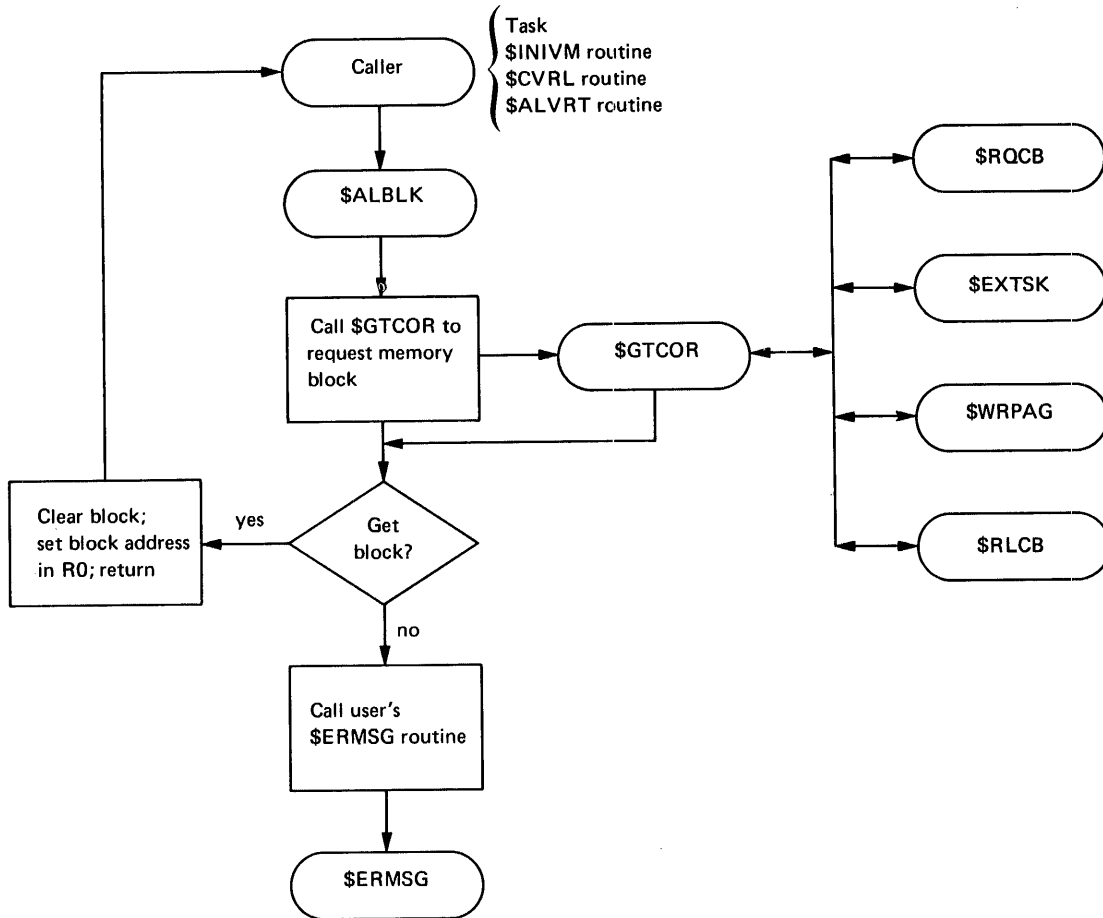 Caller
Task
$INIVM routine
$CVRL routine
$ALVRT routine
$ALBLK
Call $GTCOR to
request memory
block
$GTCOR
$RQCB
$EXTSK
$WRPAG
$RLCB
Get
block?
yes
Clear block;
set block address
in R0; return
no
Call user's
$ERMSG routine
$ERMSG